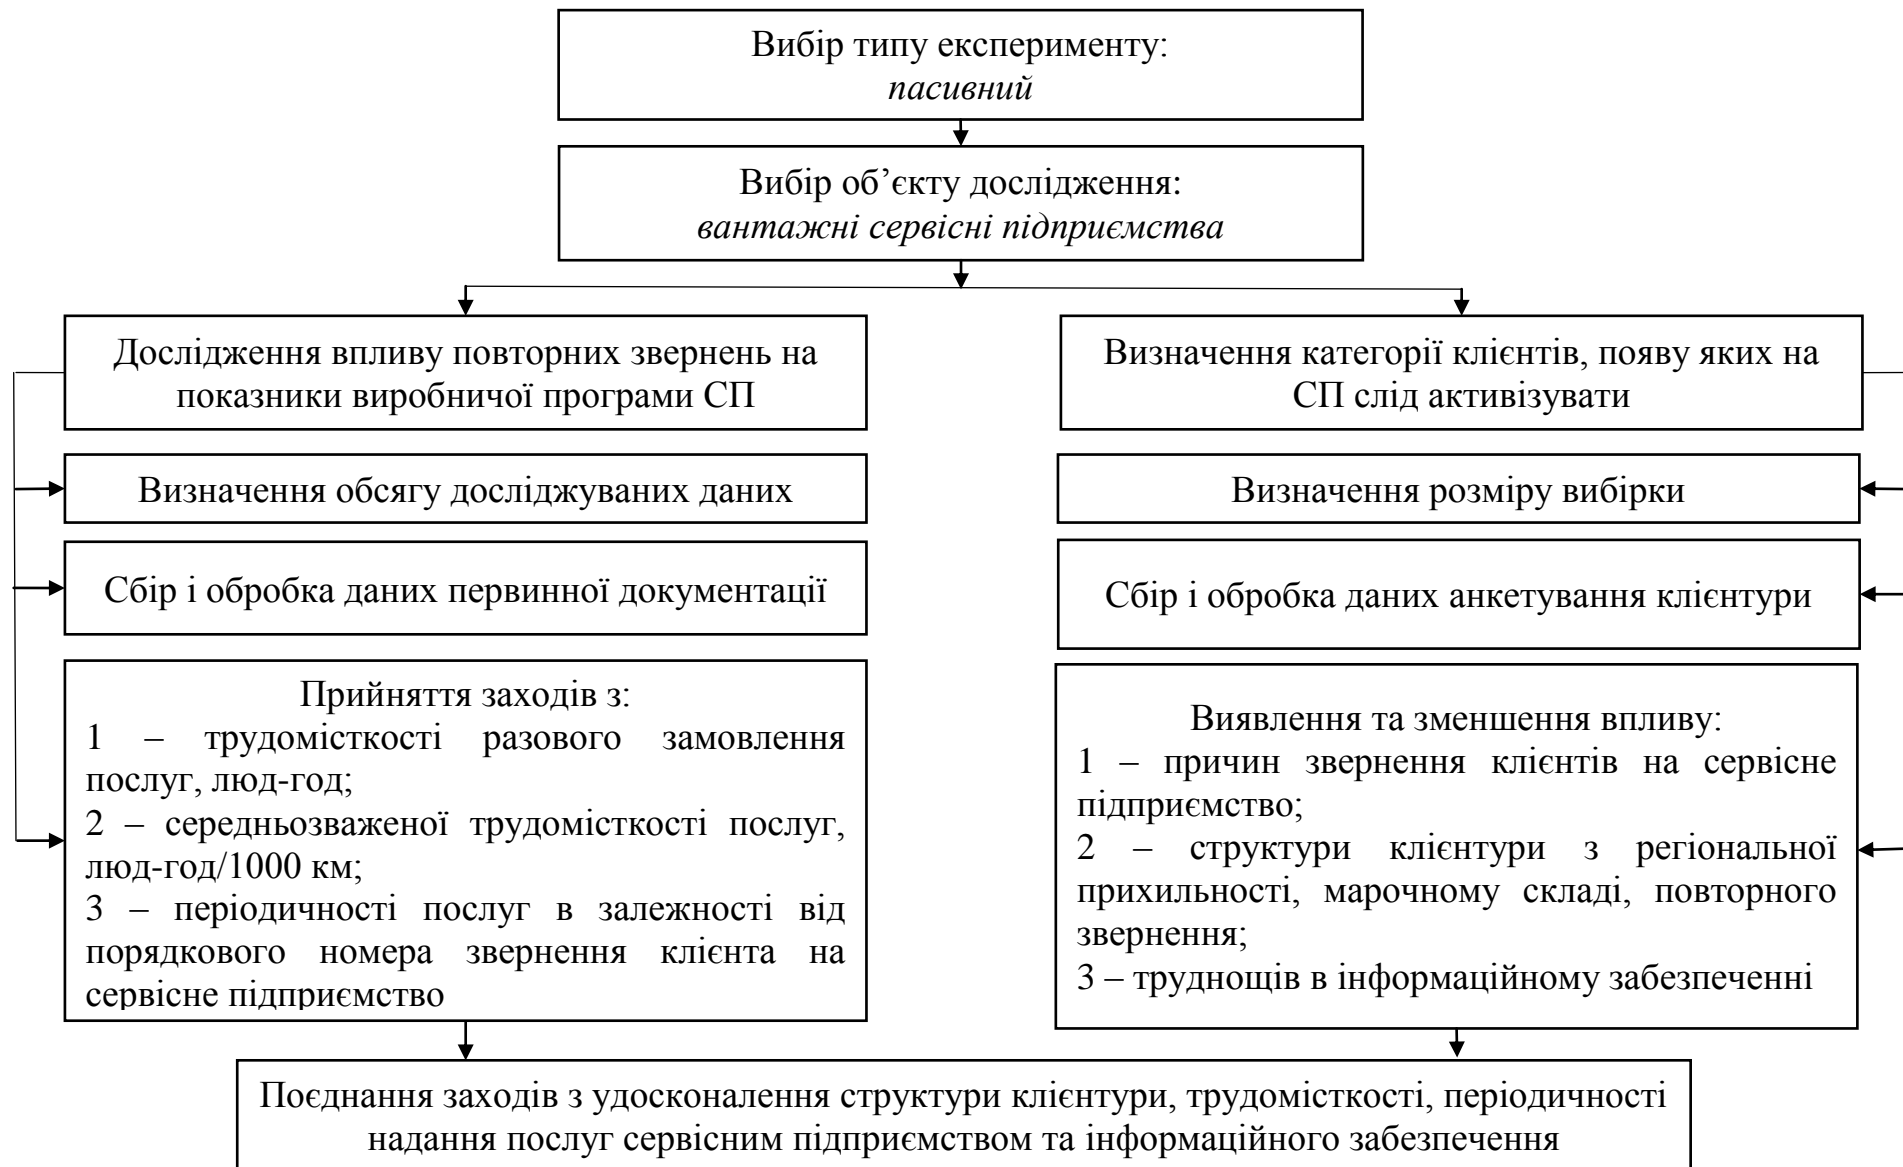 Вибір типу експерименту:
пасивний
Вибір об’єкту дослідження:
вантажні сервісні підприємства
Дослідження впливу повторних звернень на
показники виробничої програми СП
Визначення обсягу досліджуваних даних
Сбір і обробка даних первинної документації
Прийняття заходів з:
1 – трудомісткості разового замовлення
послуг, люд-год;
2 – середньозваженої трудомісткості послуг,
люд-год/1000 км;
3 – періодичності послуг в залежності від
порядкового номера звернення клієнта на
сервісне підприємство
Визначення категорії клієнтів, появу яких на
СП слід активізувати
Визначення розміру вибірки
Сбір і обробка даних анкетування клієнтури
Виявлення та зменшення впливу:
1 – причин звернення клієнтів на сервісне
підприємство;
2 – структури клієнтури з регіональної
прихильності, марочному складі, повторного
звернення;
3 – труднощів в інформаційному забезпеченні
Поєднання заходів з удосконалення структури клієнтури, трудомісткості, періодичності
надання послуг сервісним підприємством та інформаційного забезпечення